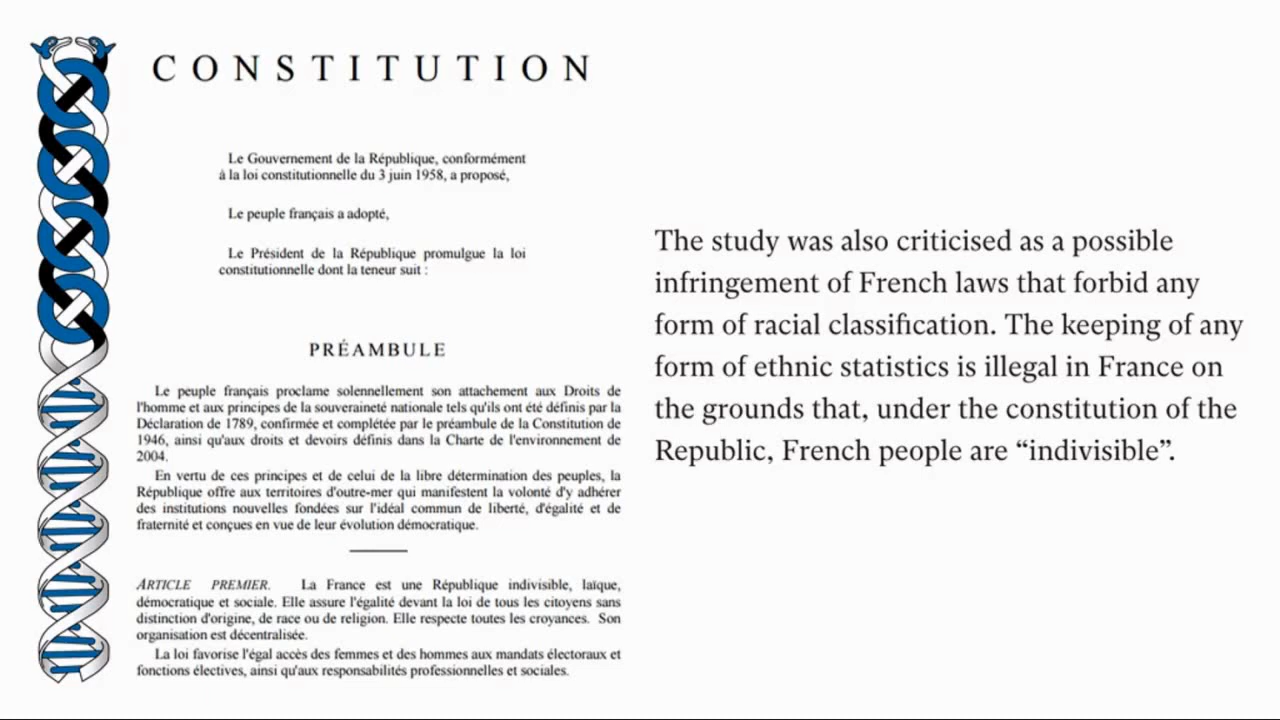 CONSTITUTION
Le Gouvernement de la République, conformément
à la loi constitutionnelle du 3 juin 1958, a proposé,
Le peuple français a adopté,
Le Président de la République promulgue la loi
constitutionnelle dont la teneur suit :
PRÉAMBULE
Le peuple français proclame solennellement son attachement aux Droits de
l'homme et aux principes de la souveraineté nationale tels qu'ils ont été définis par la
Déclaration de 1789, confirmée et complétée par le préambule de la Constitution de
1946, ainsi qu'aux droits et devoirs définis dans la Charte de l'environnement de
2004.
En vertu de ces principes et de celui de la libre détermination des peuples, la
République offre aux territoires d'outre-mer qui manifestent la volonté d'y adhérer
des institutions nouvelles fondées sur l'idéal commun de liberté, d'égalité et de
fraternité et conçues en vue de leur évolution démocratique.
ARTICLE PREMIER. La France est une République indivisible, laïque,
démocratique et sociale. Elle assure l'égalité devant la loi de tous les citoyens sans
distinction d'origine, de race ou de religion. Elle respecte toutes les croyances. Son
organisation est décentralisée.
La loi favorise l'égal accès des femmes et des hommes aux mandats électoraux et
fonctions électives, ainsi qu'aux responsabilités professionnelles et sociales.
The study was also criticised as a possible
infringement of French laws that forbid any
form of racial classification. The keeping of any
form of ethnic statistics is illegal in France on
the grounds that, under the constitution of the
Republic, French people are “indivisible”.